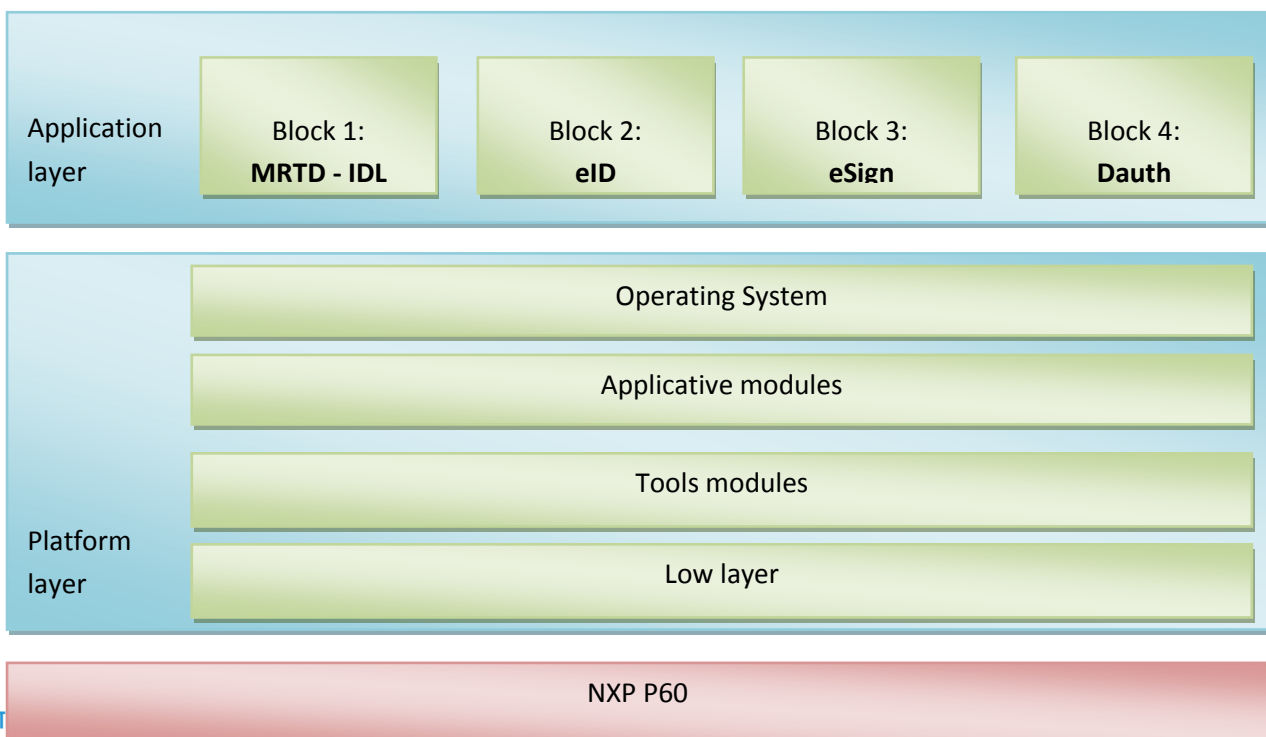 Application
layer
Block 1:
MRTD - IDL
Block 2:
eID
Block 3:
eSign
Block 4:
Dauth
Operating System
Applicative modules
Tools modules
Low layer
Platform
layer
NXP P60
T